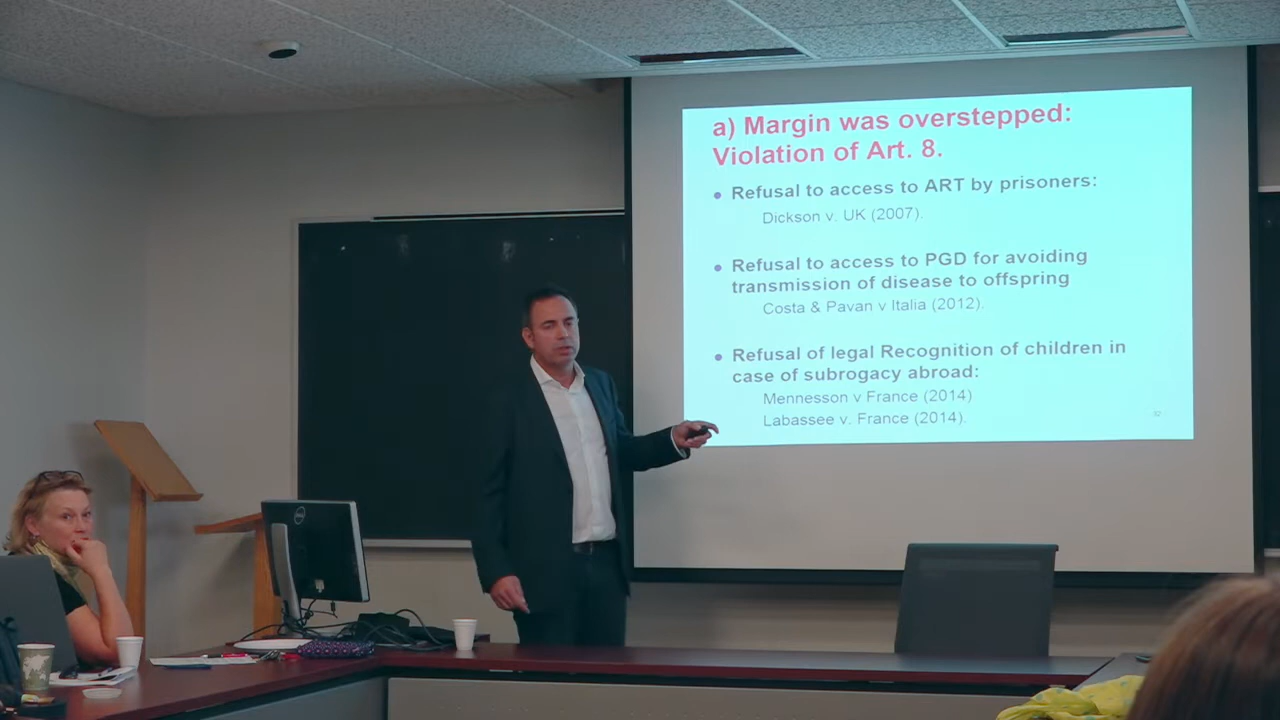 a) Margin was overstepped:
Violation of Art. 8.
• Refusal to access to ART by prisoners:
Dickson v. UK (2007).
• Refusal to access to PGD for avoiding
transmission of disease to offspring
Costa & Pavan v Italia (2012).
• Refusal of legal Recognition of children in
case of subrogacy abroad:
Mennesson v France (2014)
Labassee v. France (2014).
DELL